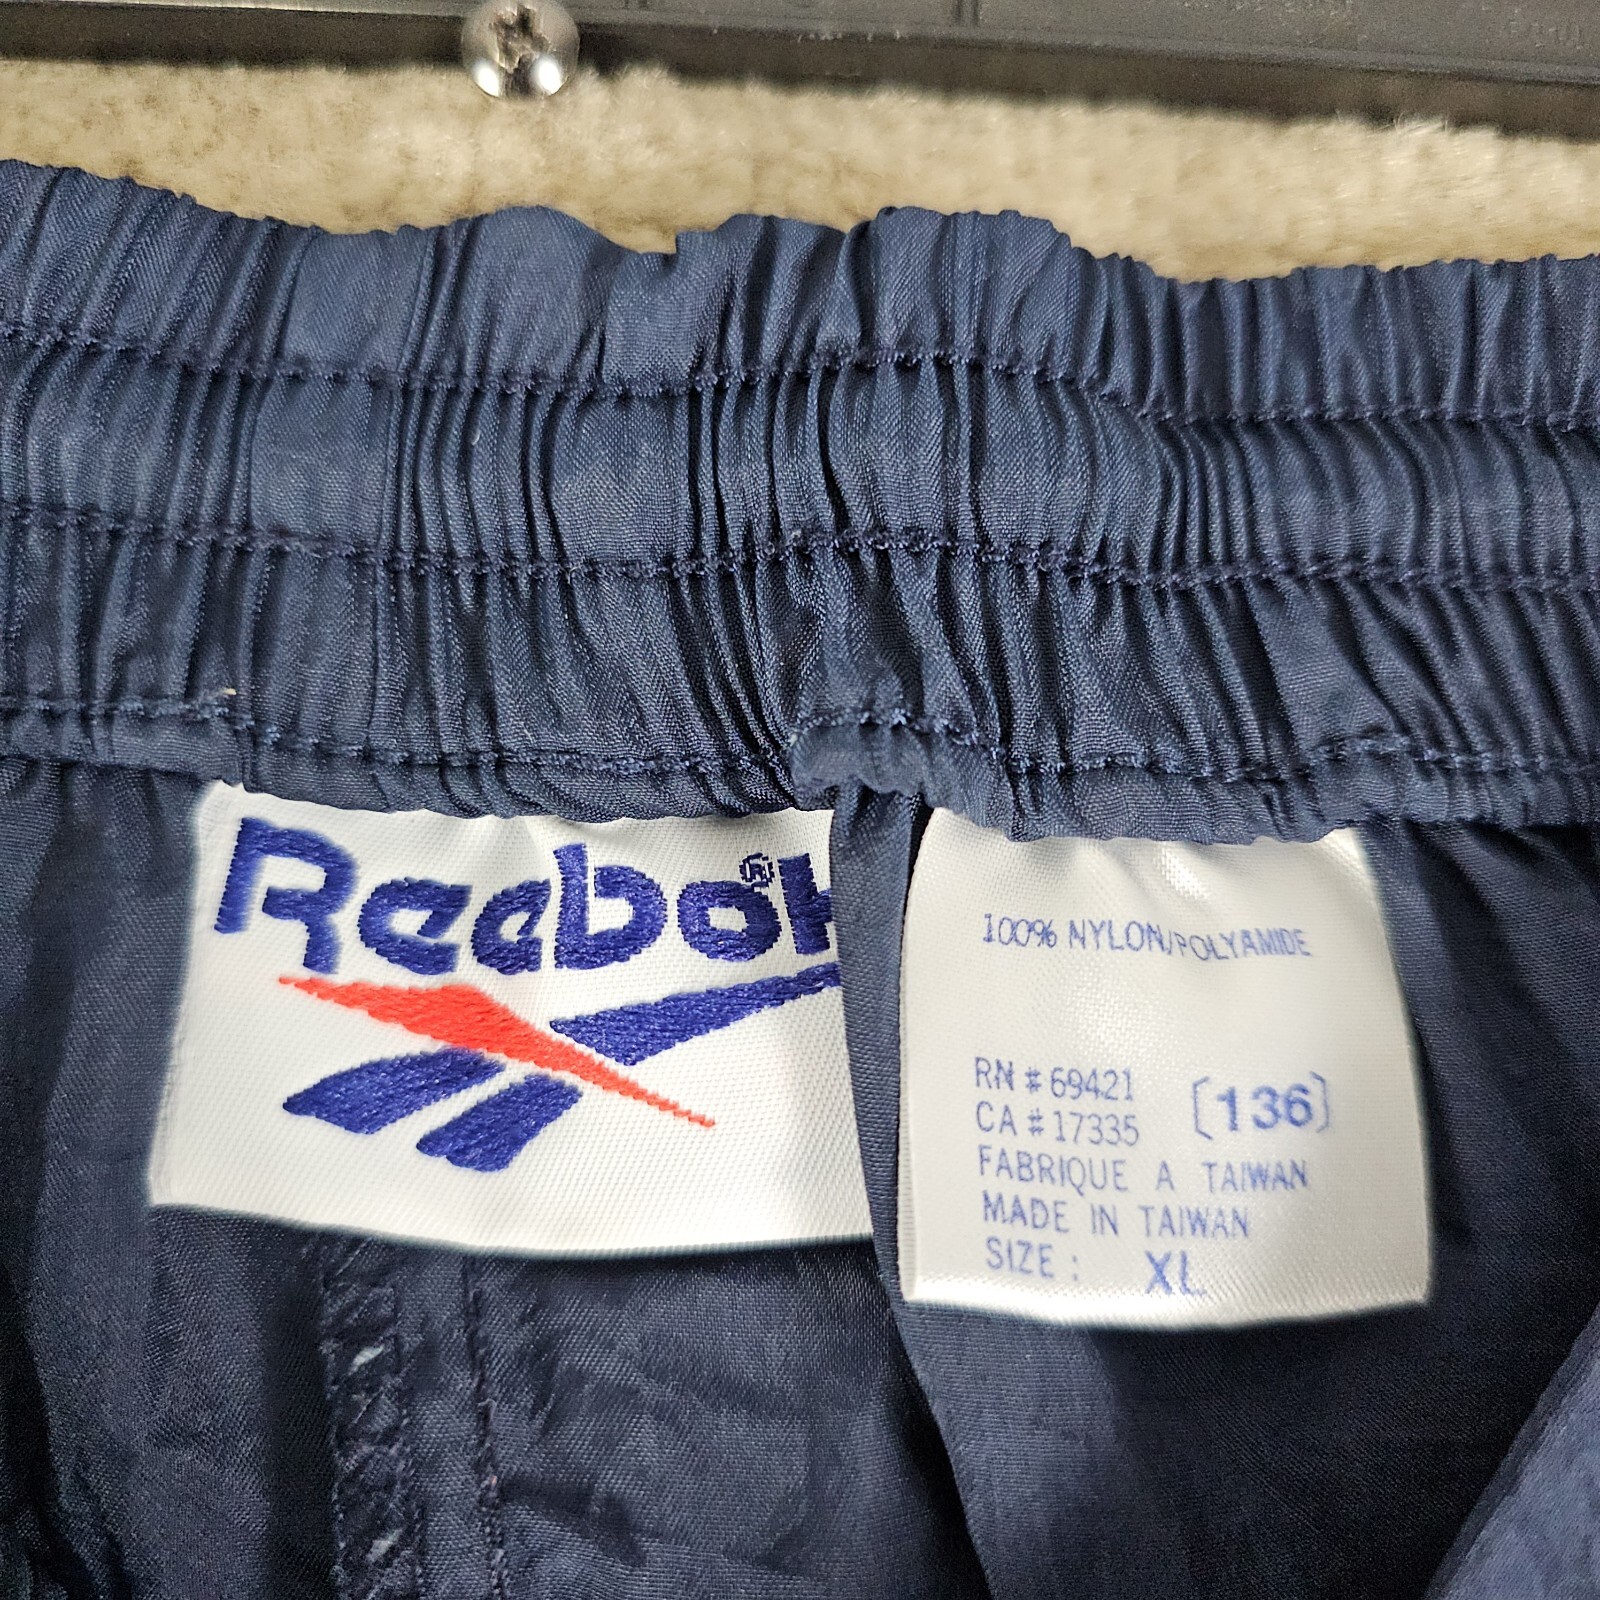 Reebok®
100% NYLON/POLYAMIDE
RN # 69421
CA # 17335 [136]
FABRIQUE A TAIWAN
MADE IN TAIWAN
SIZE : XL